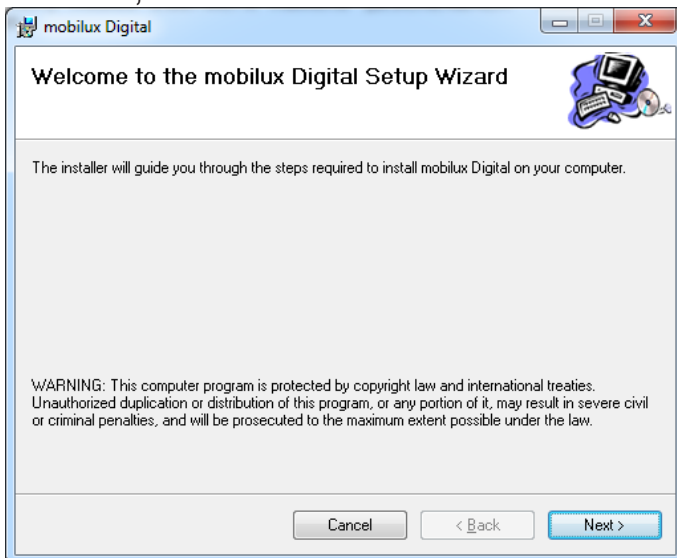 mobilux Digital
Welcome to the mobilux Digital Setup Wizard
The installer will guide you through the steps required to install mobilux Digital on your computer.
WARNING: This computer program is protected by copyright law and international treaties.
Unauthorized duplication or distribution of this program, or any portion of it, may result in severe civil
or criminal penalties, and will be prosecuted to the maximum extent possible under the law.
Cancel
< Back
Next >